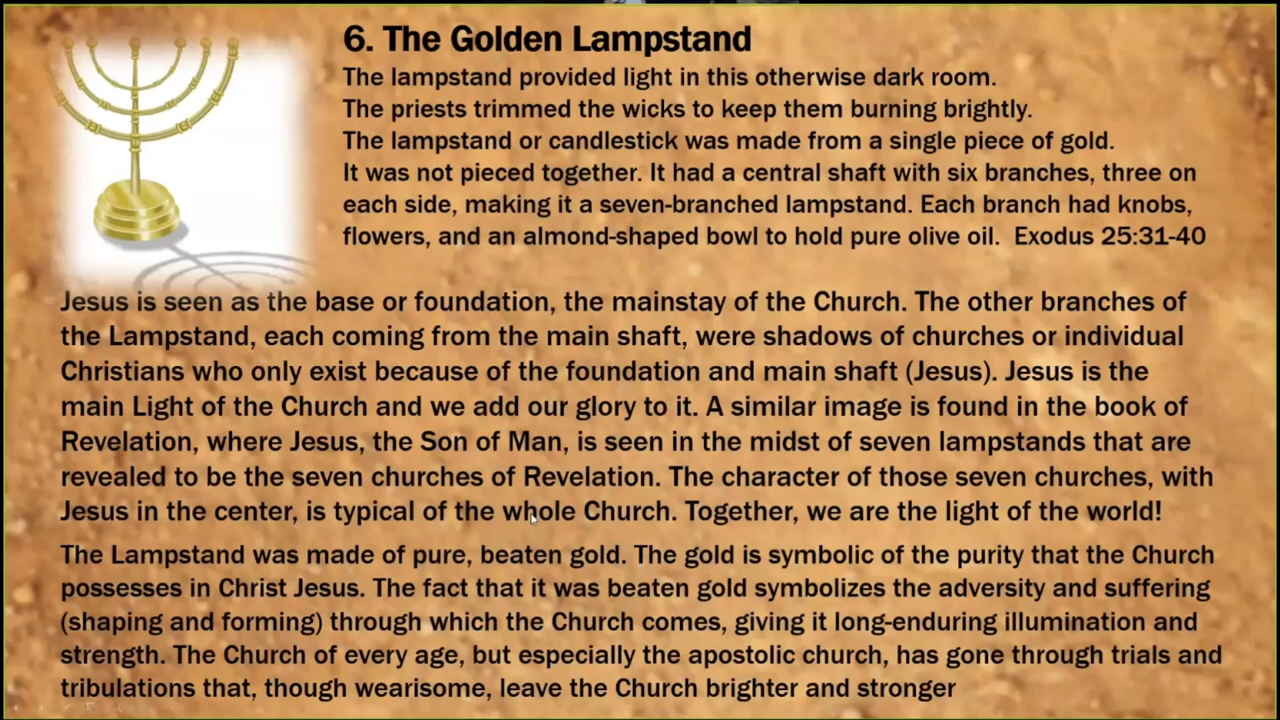 6. The Golden Lampstand
The lampstand provided light in this otherwise dark room.
The priests trimmed the wicks to keep them burning brightly.
The lampstand or candlestick was made from a single piece of gold.
It was not pieced together. It had a central shaft with six branches, three on
each side, making it a seven-branched lampstand. Each branch had knobs,
flowers, and an almond-shaped bowl to hold pure olive oil. Exodus 25:31-40
Jesus is seen as the base or foundation, the mainstay of the Church. The other branches of
the Lampstand, each coming from the main shaft, were shadows of churches or individual
Christians who only exist because of the foundation and main shaft (Jesus). Jesus is the
main Light of the Church and we add our glory to it. A similar image is found in the book of
Revelation, where Jesus, the Son of Man, is seen in the midst of seven lampstands that are
revealed to be the seven churches of Revelation. The character of those seven churches, with
Jesus in the center, is typical of the whole Church. Together, we are the light of the world!
The Lampstand was made of pure, beaten gold. The gold is symbolic of the purity that the Church
possesses in Christ Jesus. The fact that it was beaten gold symbolizes the adversity and suffering
(shaping and forming) through which the Church comes, giving it long-enduring illumination and
strength. The Church of every age, but especially the apostolic church, has gone through trials and
tribulations that, though wearisome, leave the Church brighter and stronger